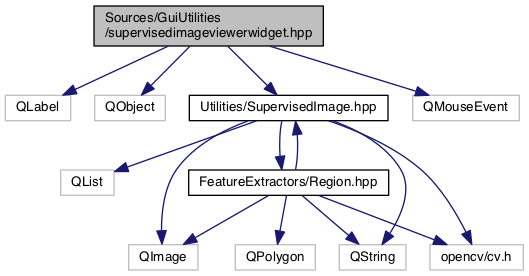 Sources/GuiUtilities
/supervisedimageviewerwidget.hpp
QLabel
QObject
Utilities/SupervisedImage.hpp
QMouseEvent
QList
FeatureExtractors/Region.hpp
QImage
QPolygon
QString
opencv/cv.h